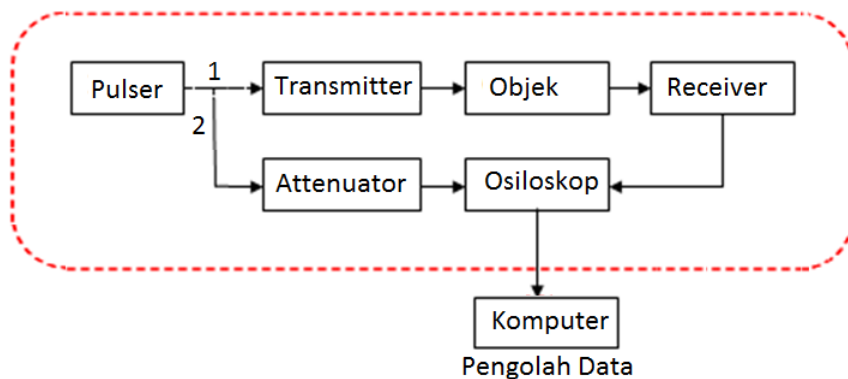 1
Pulser
Transmitter
Objek
Receiver
2
Attenuator
Osiloskop
Komputer
Pengolah Data